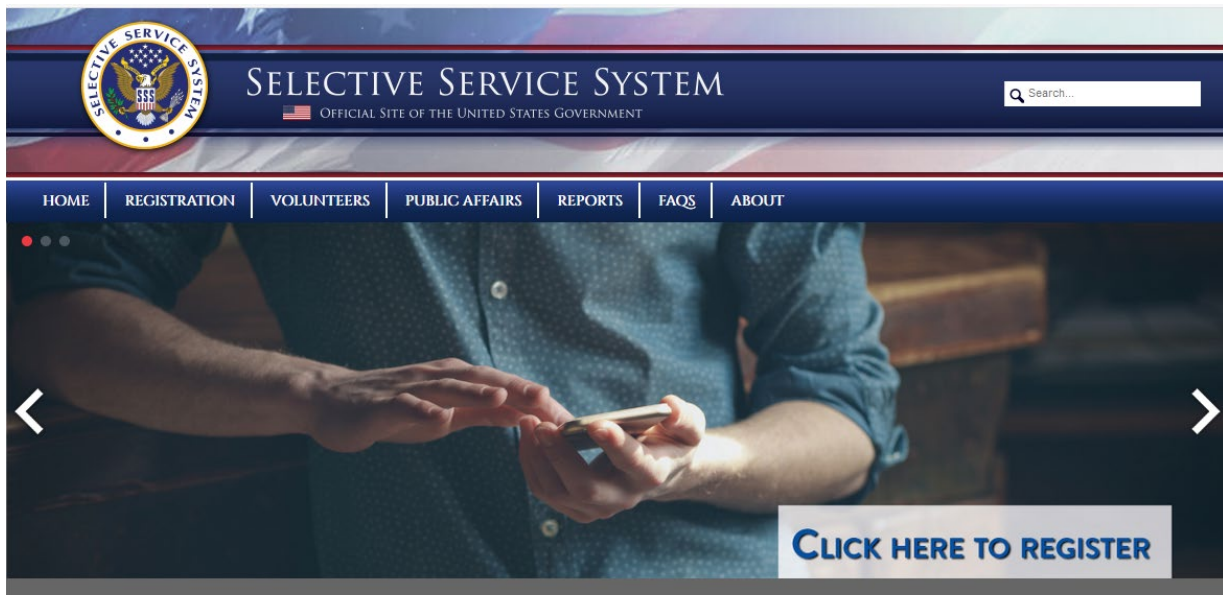 SELECTIVE SERVICE SYSTEM
SSS
SELECTIVE SERVICE SYSTEM
OFFICIAL SITE OF THE UNITED STATES GOVERNMENT
Search...
HOME REGISTRATION VOLUNTEERS PUBLIC AFFAIRS REPORTS FAQS ABOUT
CLICK HERE TO REGISTER